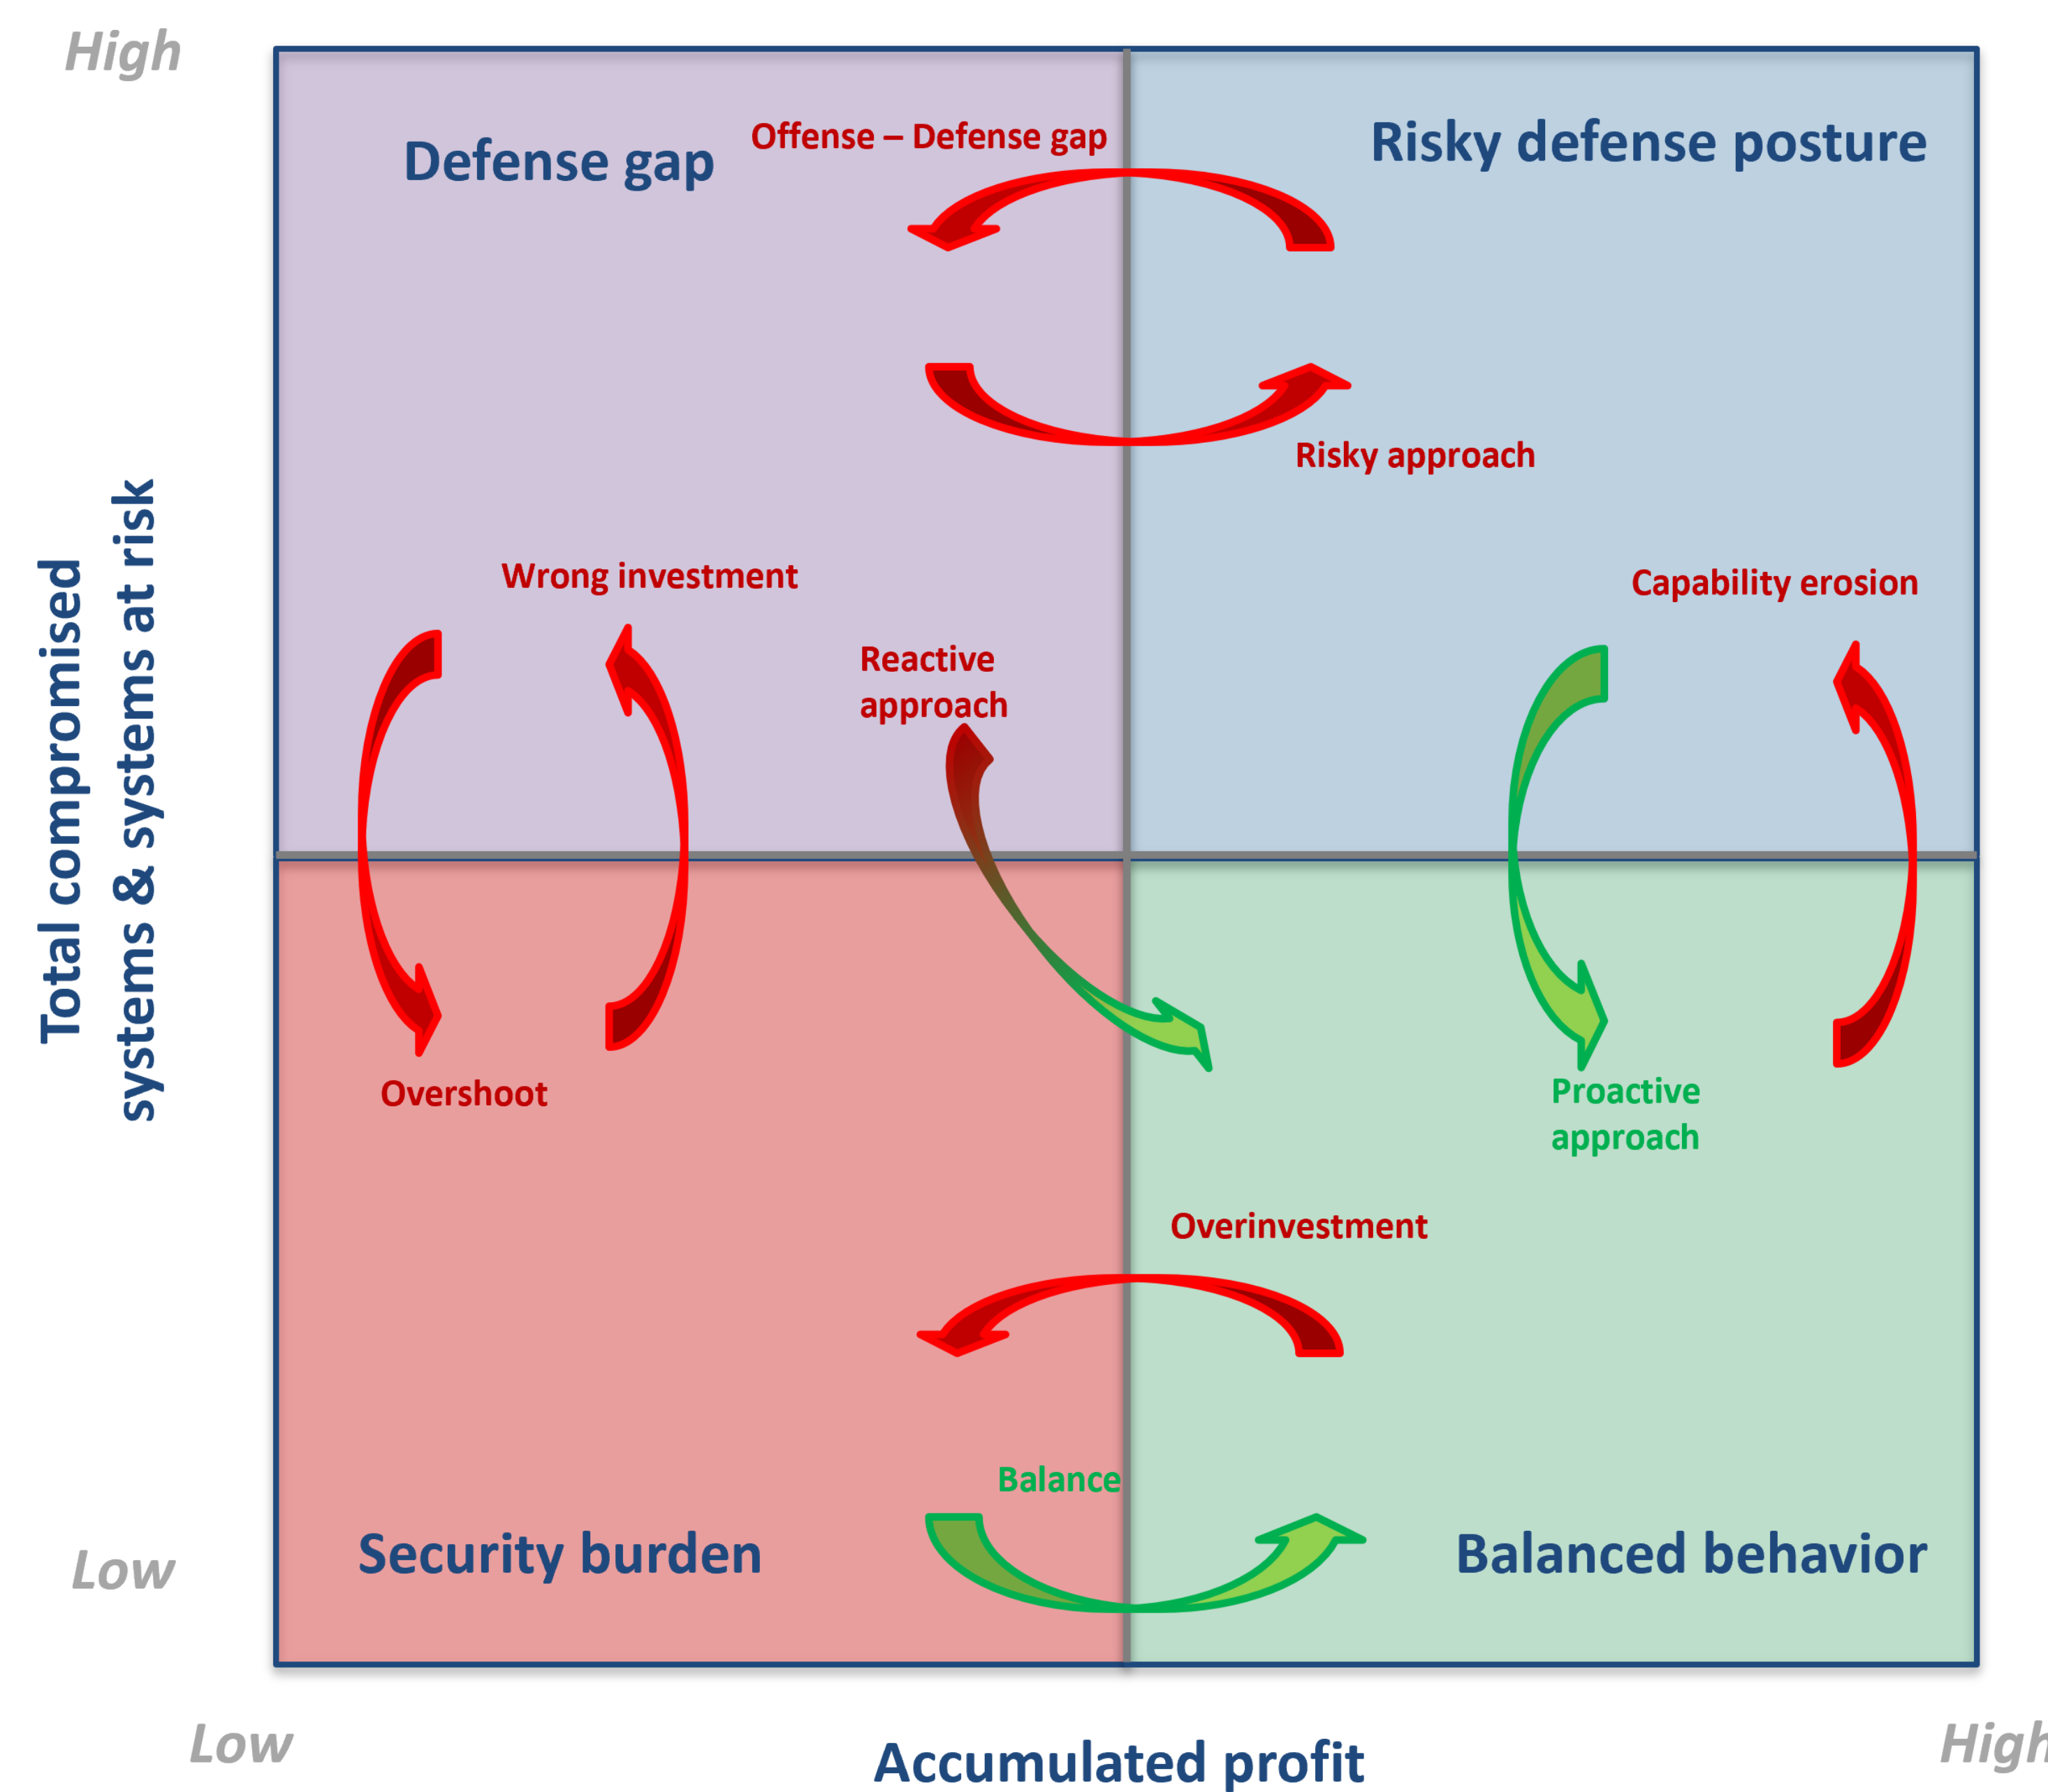 High
Defense gap
Offense – Defense gap
Risky defense posture
Risky approach
Wrong investment
Capability erosion
Reactive
approach
Total compromised
systems & systems at risk
Overshoot
Proactive
approach
Overinvestment
Balance
Security burden
Balanced behavior
Low
Low
Accumulated profit
High